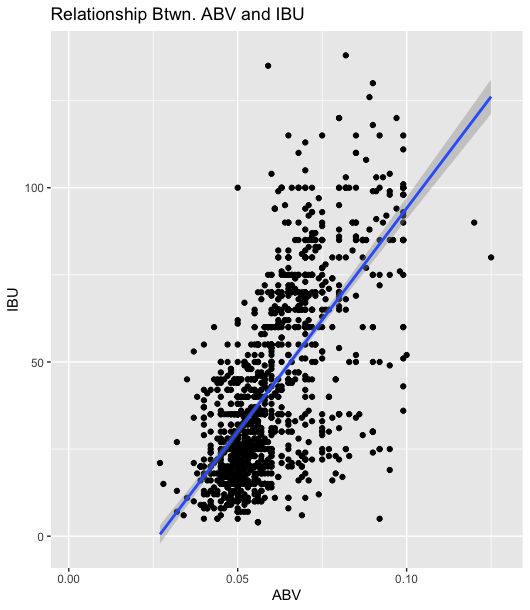 Relationship Btwn. ABV and IBU
100
50
0
IBU
0.00 0.05 0.10
ABV